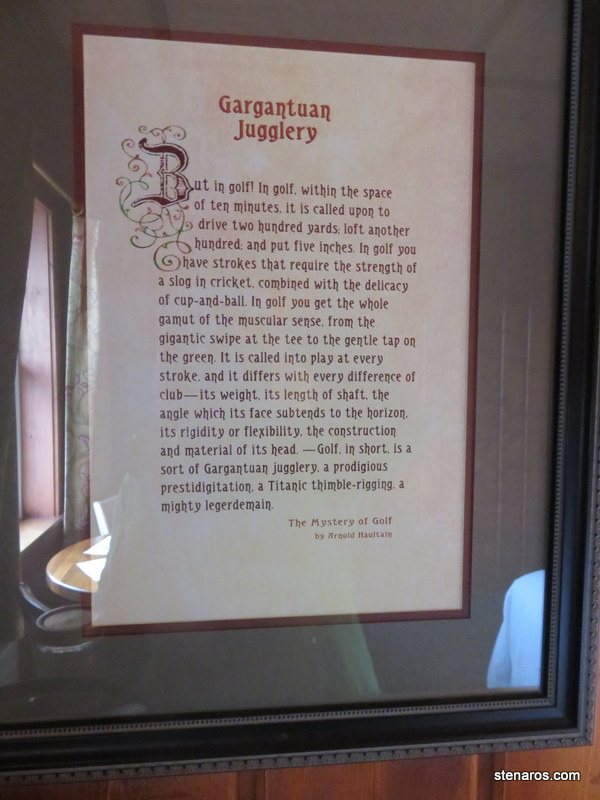 Gargantuan
Jugglery
But in golf! In golf, within the space
of ten minutes, it is called upon to
drive two hundred yards; loft another
hundred; and put five inches. In golf you
have strokes that require the strength of
a slog in cricket, combined with the delicacy
of cup-and-ball. In golf you get the whole
gamut of the muscular sense, from the
gigantic swipe at the tee to the gentle tap on
the green. It is called into play at every
stroke, and it differs with every difference of
club—its weight, its length of shaft, the
angle which its face subtends to the horizon,
its rigidity or flexibility, the construction
and material of its head. —Golf, in short, is a
sort of Gargantuan jugglery, a prodigious
prestidigitation, a Titanic thimble-rigging, a
mighty legerdemain.
The Mystery of Golf
by Arnold Haultain
stenaros.com